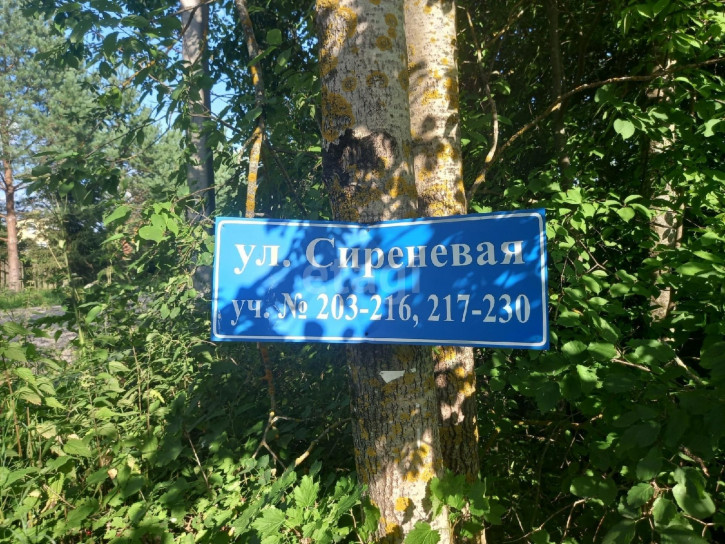 ул. Сиреневая
уч. № 203-216, 217-230